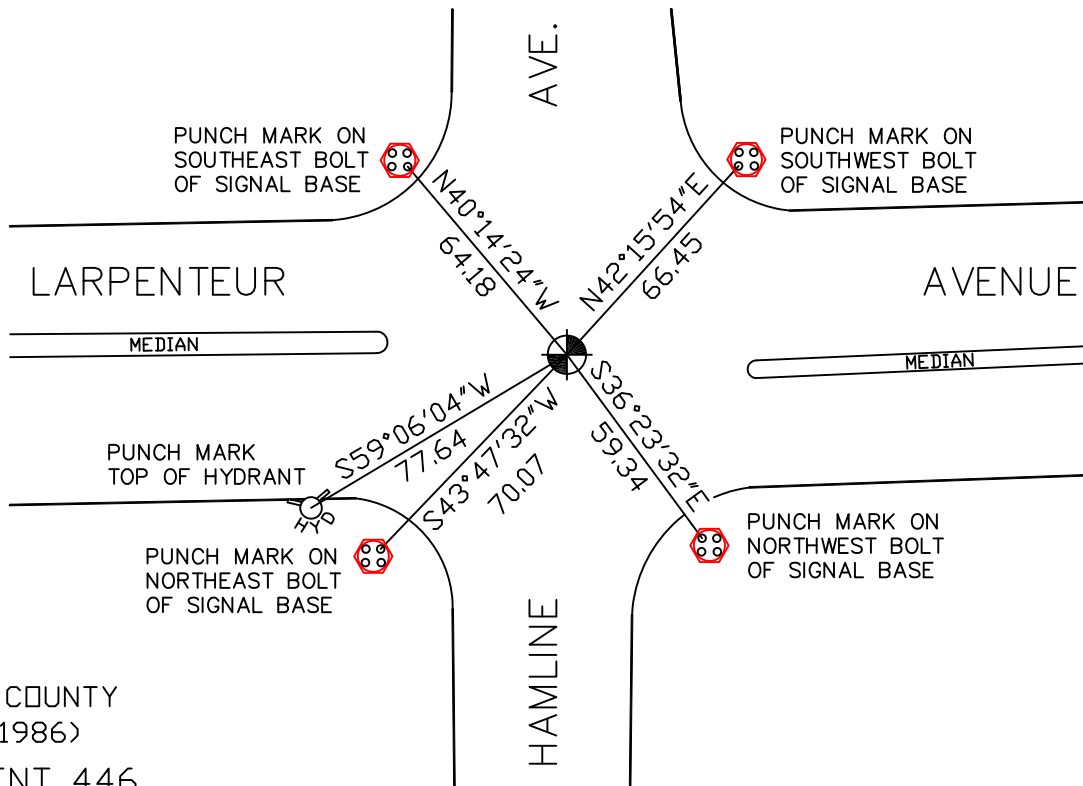 AVE.
PUNCH MARK ON
SOUTHEAST BOLT
OF SIGNAL BASE
PUNCH MARK ON
SOUTHWEST BOLT
OF SIGNAL BASE
N40°14'24"W
64.18
N42°15'54"E
66.45
LARPENTEUR
AVENUE
MEDIAN
MEDIAN
S59°06'04"W
77.64
S43°47'32"W
70.07
S36°23'32"E
59.34
PUNCH MARK
TOP OF HYDRANT
HYD
PUNCH MARK ON
NORTHEAST BOLT
OF SIGNAL BASE
PUNCH MARK ON
NORTHWEST BOLT
OF SIGNAL BASE
HAMLINE
COUNTY
1986)
446